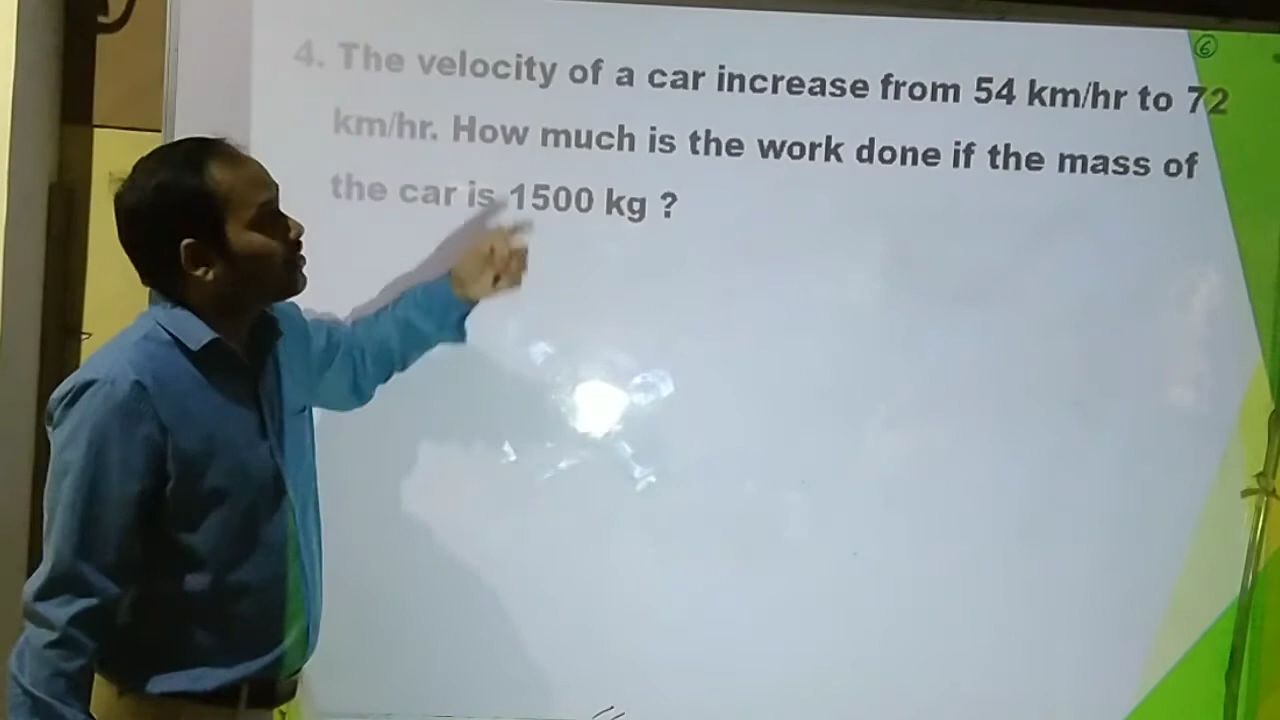 6
4. The velocity of a car increase from 54 km/hr to 72
km/hr. How much is the work done if the mass of
the car is 1500 kg ?